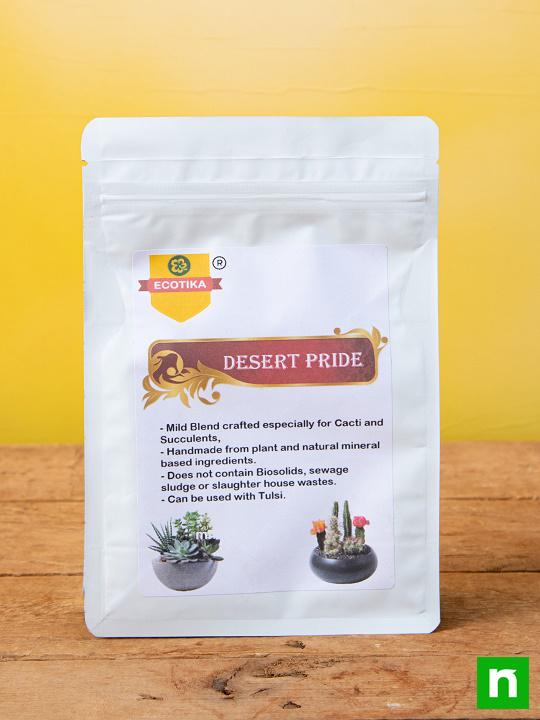 ®
ECOTIKA
DESERT PRIDE
- Mild Blend crafted especially for Cacti and
Succulents,
- Handmade from plant and natural mineral
based ingredients.
- Does not contain Biosolids, sewage
sludge or slaughter house wastes.
- Can be used with Tulsi.
n